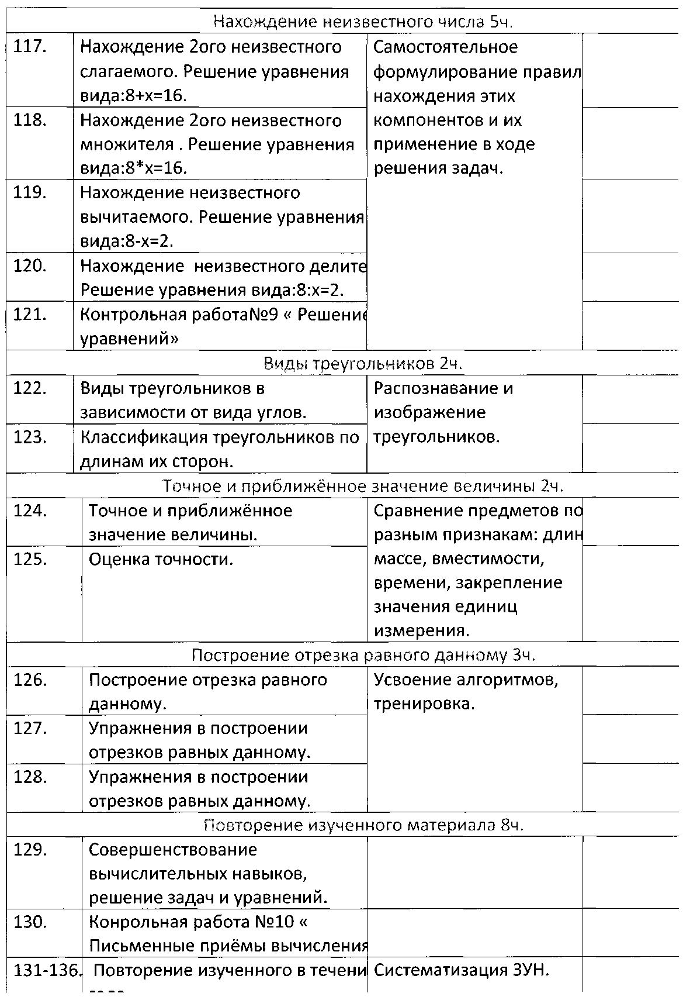 Нахождение неизвестного числа 5ч.
117.
Нахождение 2ого неизвестного
слагаемого. Решение уравнения
вида:8+х=16.
Самостоятельное
формулирование правил
нахождения этих
компонентов и их
применение в ходе
решения задач.
118.
Нахождение 2ого неизвестного
множителя . Решение уравнения
вида:8*х=16.
119.
Нахождение неизвестного
вычитаемого. Решение уравнения
вида:8-х=2.
120.
Нахождение  неизвестного делите
Решение уравнения вида:8:х=2.
121.
Контрольная работа№9 « Решение
уравнений»
Виды треугольников 2ч.
122.
Виды треугольников в
зависимости от вида углов.
Распознавание и
изображение
треугольников.
123.
Классификация треугольников по
длинам их сторон.
Точное и приближённое значение величины 2ч.
124.
Точное и приближённое
значение величины.
Сравнение предметов по
разным признакам: длин
массе, вместимости,
времени, закрепление
значения единиц
измерения.
125.
Оценка точности.
Построение отрезка равного данному 3ч.
126.
Построение отрезка равного
данному.
Усвоение алгоритмов,
тренировка.
127.
Упражнения в построении
отрезков равных данному.
128.
Упражнения в построении
отрезков равных данному.
Повторение изученного материала 8ч.
129.
Совершенствование
вычислительных навыков,
решение задач и уравнений.
130.
Конрольная работа №10 «
Письменные приёмы вычисления
131-136.
Повторение изученного в течени
Систематизация ЗУН.